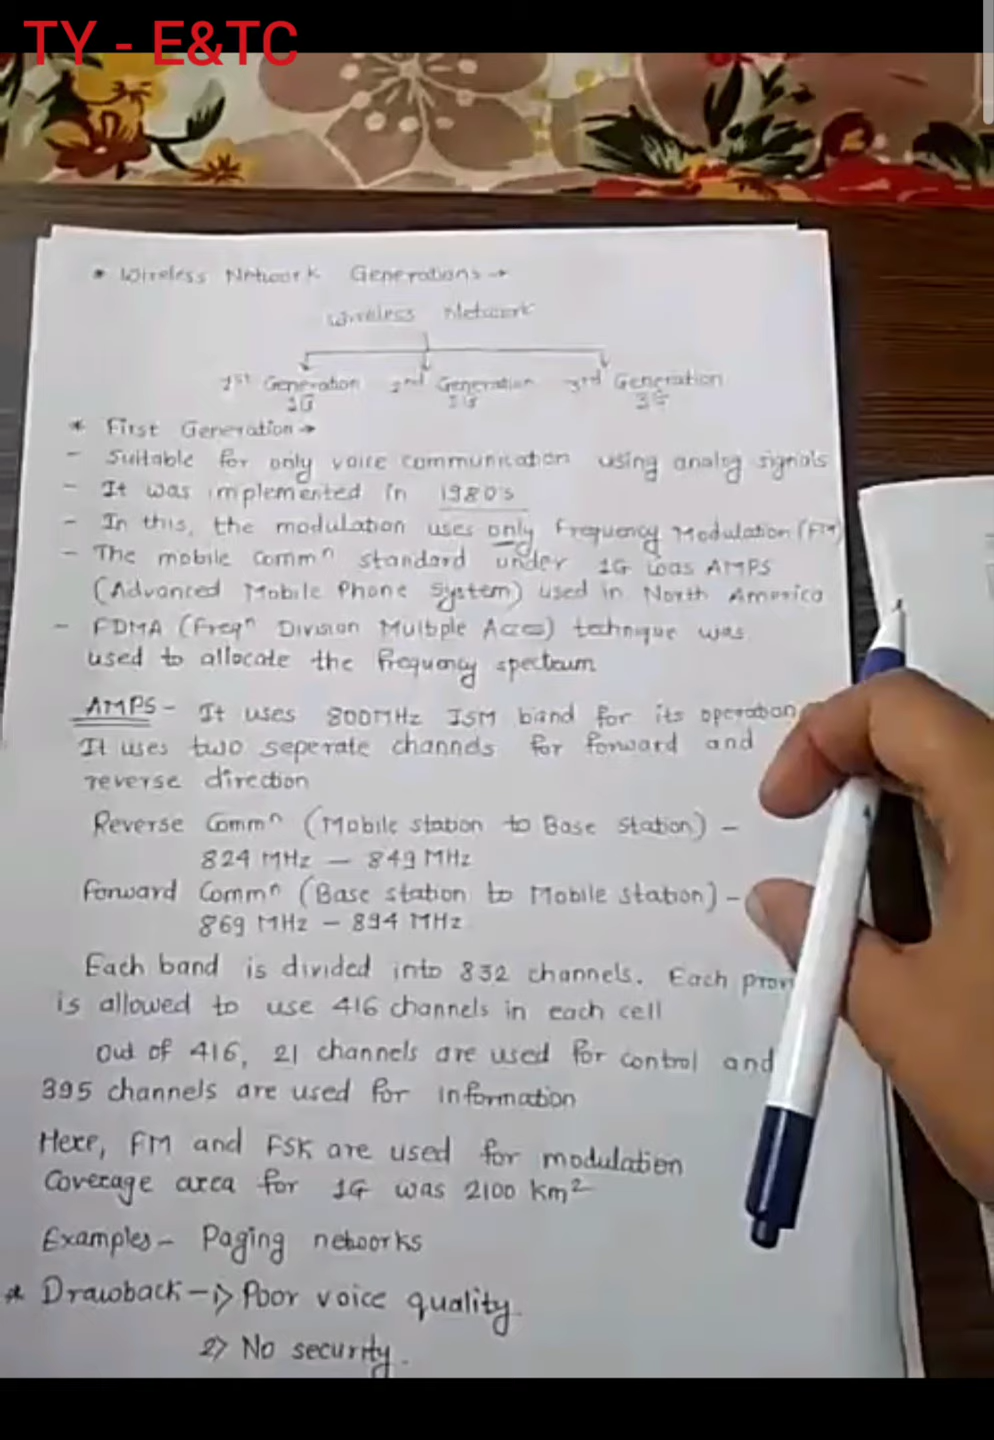 TY - E&TC
* Wireless Network Generations →
Wireless Network
1st Generation 2nd Generation 3rd Generation
1G 2G 3G
* First Generation →
- Suitable for only voice communication using analog signals
- It was implemented in 1980's
- In this, the modulation uses only Frequency Modulation (FM)
- The mobile Commn standard under 1G was AMPS
(Advanced Mobile Phone System) used in North America
- FDMA (Freqn Division Multiple Acces) technique was
used to allocate the frequency spectrum
AMPS - It uses 800MHz ISM band for its operation
It uses two seperate channels for forward and
reverse direction
Reverse Commn (Mobile station to Base Station) -
824 MHz - 849 MHz
Forward Commn (Base station to Mobile station) -
869 MHz - 894 MHz
Each band is divided into 832 channels. Each prov
is allowed to use 416 channels in each cell
Out of 416, 21 channels are used for control and
395 channels are used for information
Here, FM and FSK are used for modulation
Coverage area for 1G was 2100 km²
Examples - Paging networks
* Drawback - 1> Poor voice quality.
2> No security.